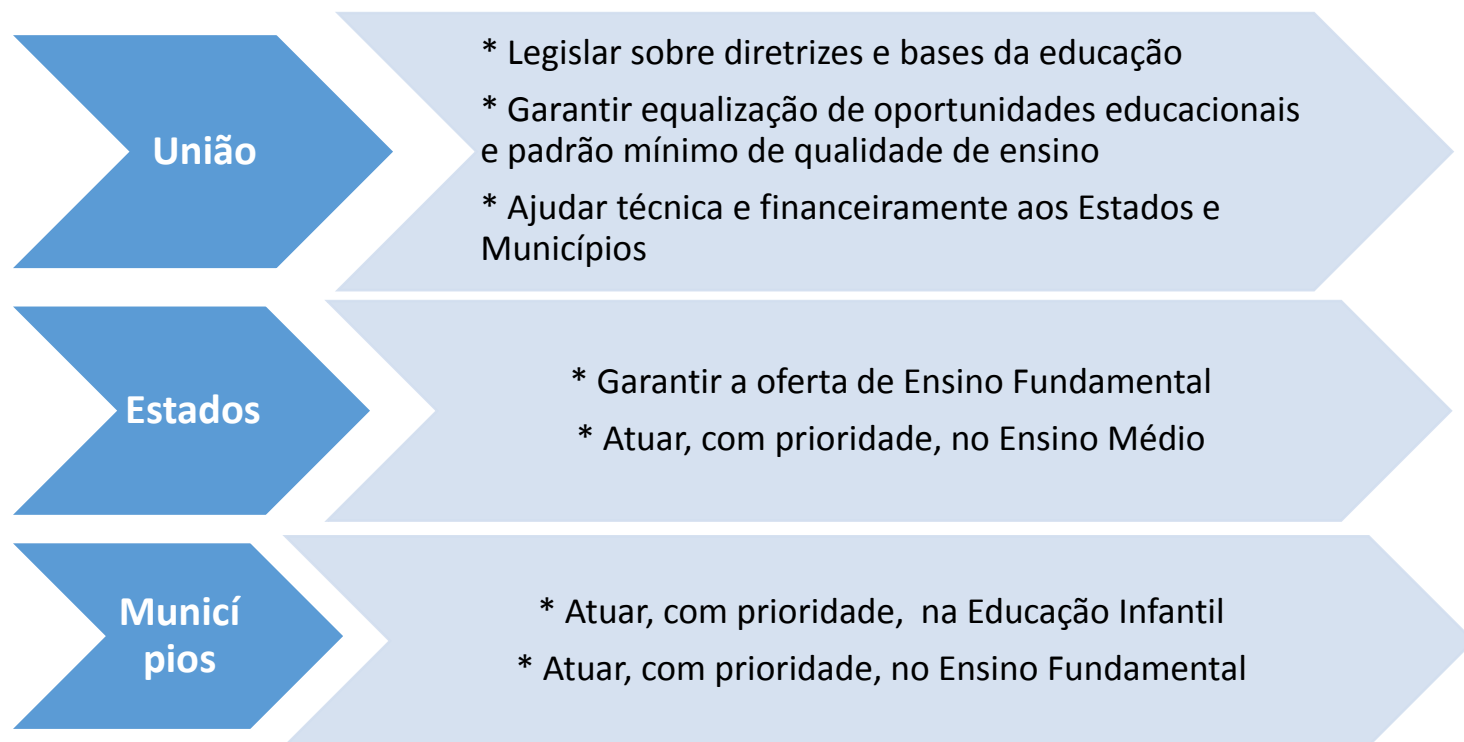 União
* Legislar sobre diretrizes e bases da educação
* Garantir equalização de oportunidades educacionais
e padrão mínimo de qualidade de ensino
* Ajudar técnica e financeiramente aos Estados e
Municípios
Estados
* Garantir a oferta de Ensino Fundamental
* Atuar, com prioridade, no Ensino Médio
Municí
pios
* Atuar, com prioridade,  na Educação Infantil
* Atuar, com prioridade, no Ensino Fundamental